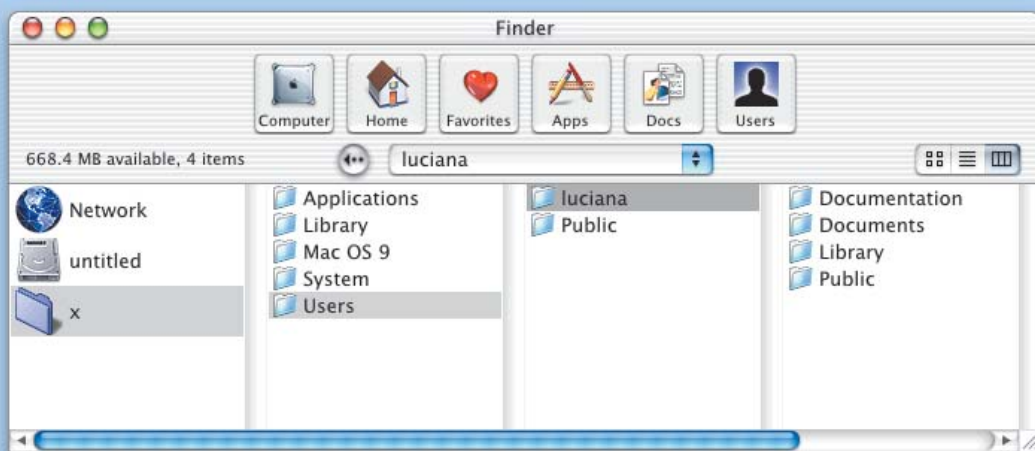 Finder
Computer
Home
Favorites
Apps
Docs
Users
668.4 MB available, 4 items
luciana
Network
untitled
x
Applications
Library
Mac OS 9
System
Users
luciana
Public
Documentation
Documents
Library
Public